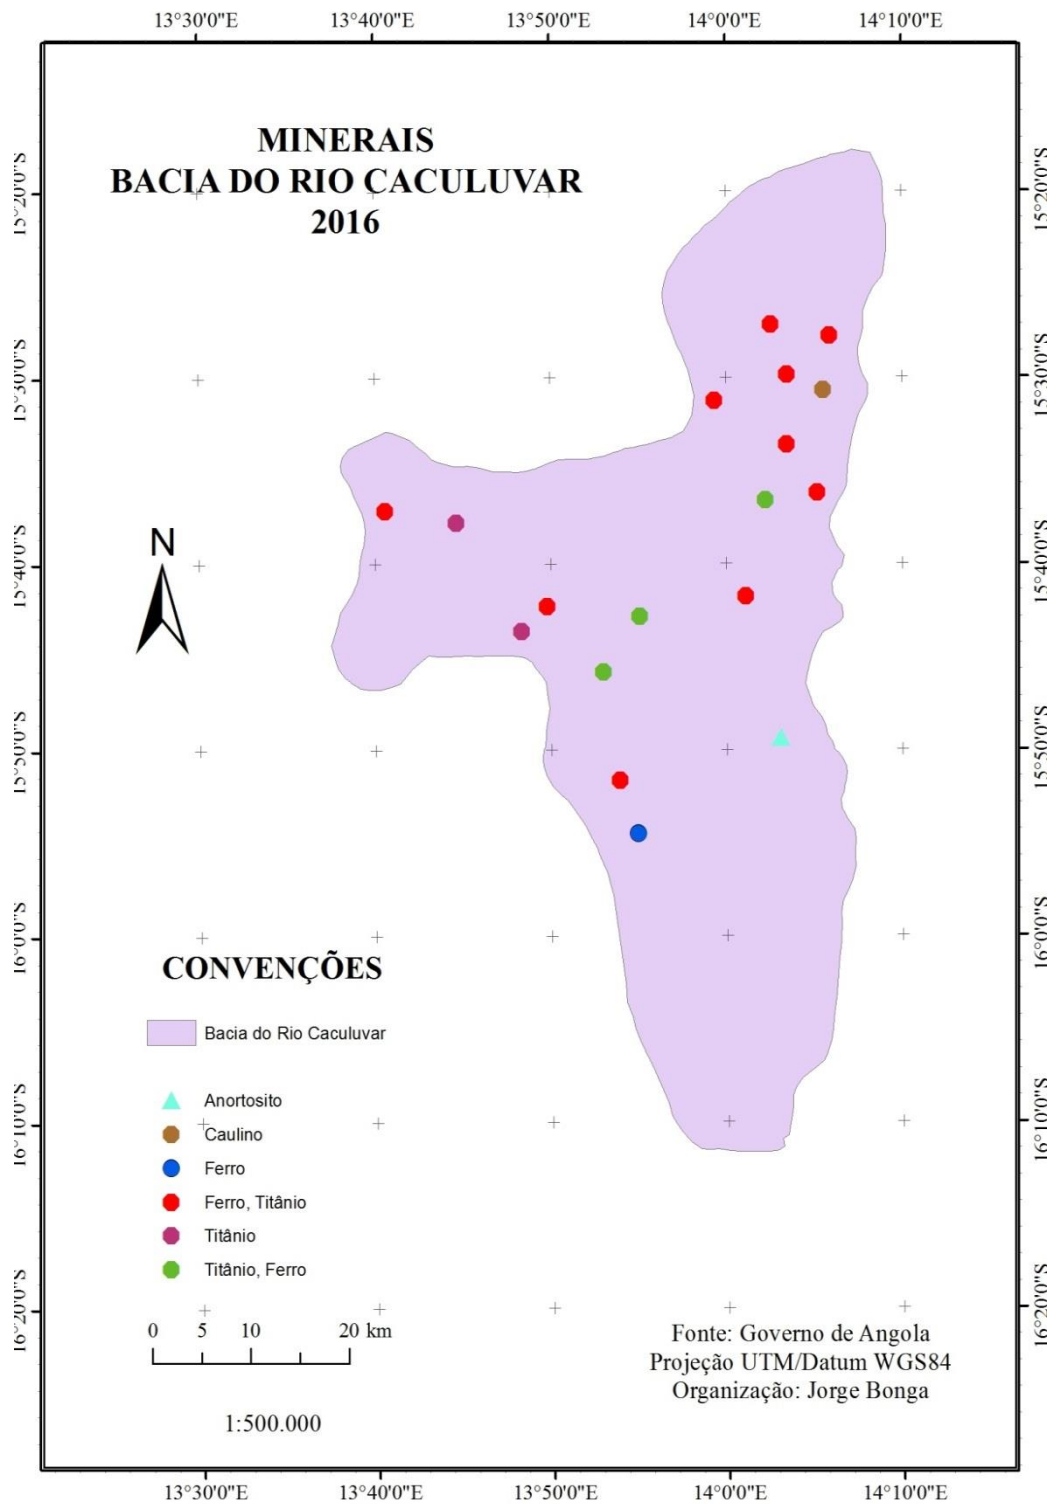 13°30'0"E 13°40'0"E 13°50'0"E 14°00'0"E 14°10'0"E
MINERAIS
BACIA DO RIO CACULUVAR
2016
15°20'0"S
15°20'0"S
15°30'0"S
15°30'0"S
N
15°40'0"S
15°40'0"S
15°50'0"S
15°50'0"S
16°0'0"S
16°0'0"S
CONVENÇÕES
Bacia do Rio Caculuvar
Anortosito
Caulino
Ferro
Ferro, Titânio
Titânio
Titânio, Ferro
16°10'0"S
16°10'0"S
16°20'0"S
16°20'0"S
0 5 10 20 km
1:500.000
Fonte: Governo de Angola
Projeção UTM/Datum WGS84
Organização: Jorge Bonga
13°30'0"E 13°40'0"E 13°50'0"E 14°00'0"E 14°10'0"E